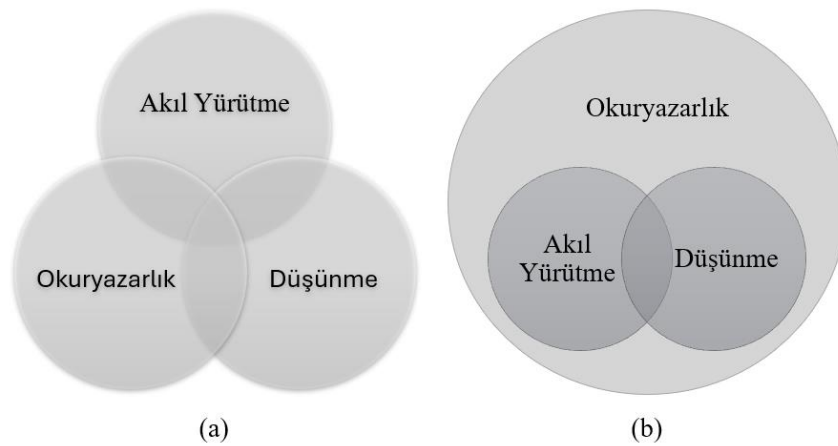 Akıl Yürütme
Okuryazarlık
Düşünme
(a)
Okuryazarlık
Akıl
Yürütme
Düşünme
(b)